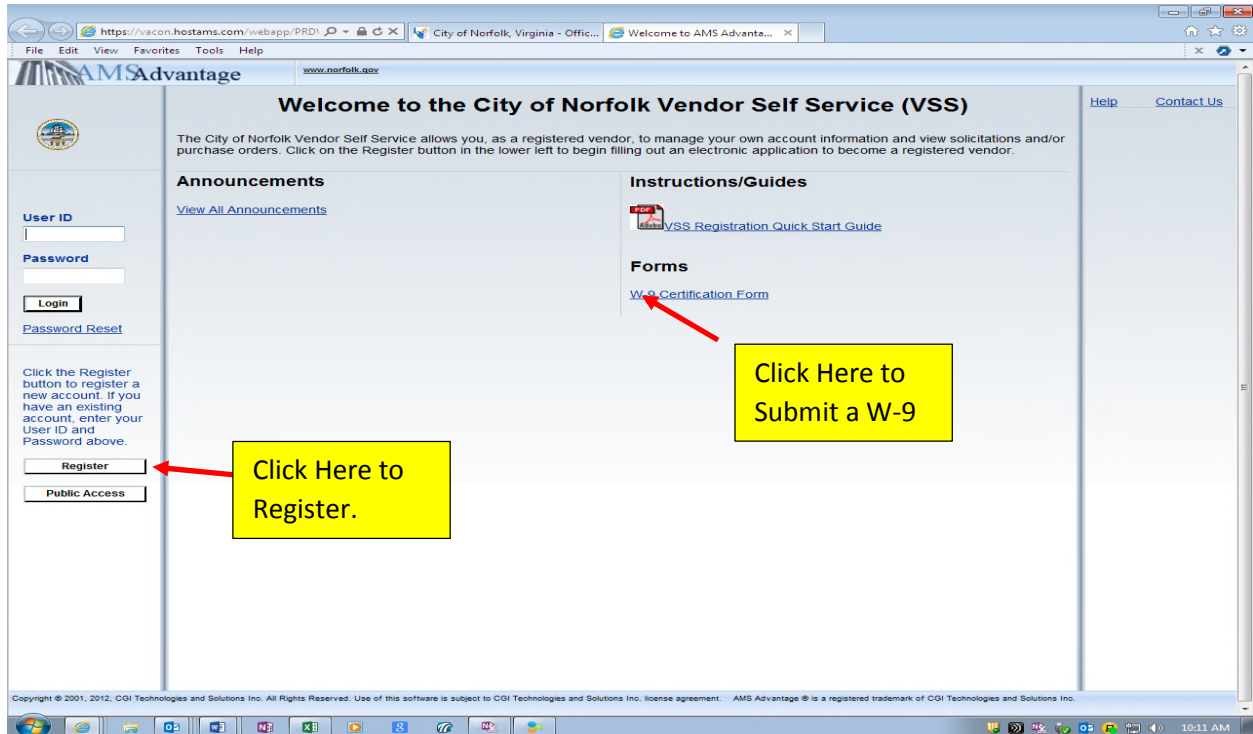 https://vacon.hostams.com/webapp/PRD\
City of Norfolk, Virginia - Offic...
Welcome to AMS Advanta...
File Edit View Favorites Tools Help
AMSAdvantage
www.norfolk.gov
Welcome to the City of Norfolk Vendor Self Service (VSS)
Help
Contact Us
The City of Norfolk Vendor Self Service allows you, as a registered vendor, to manage your own account information and view solicitations and/or
purchase orders. Click on the Register button in the lower left to begin filling out an electronic application to become a registered vendor.
Announcements
View All Announcements
Instructions/Guides
VSS Registration Quick Start Guide
Forms
W-9 Certification Form
Click Here to
Submit a W-9
User ID
Password
Login
Password Reset
Click the Register
button to register a
new account. If you
have an existing
account, enter your
User ID and
Password above.
Register
Public Access
Click Here to
Register.
Copyright © 2001, 2012, CGI Technologies and Solutions Inc. All Rights Reserved. Use of this software is subject to CGI Technologies and Solutions Inc. license agreement. AMS Advantage ® is a registered trademark of CGI Technologies and Solutions Inc.
10:11 AM